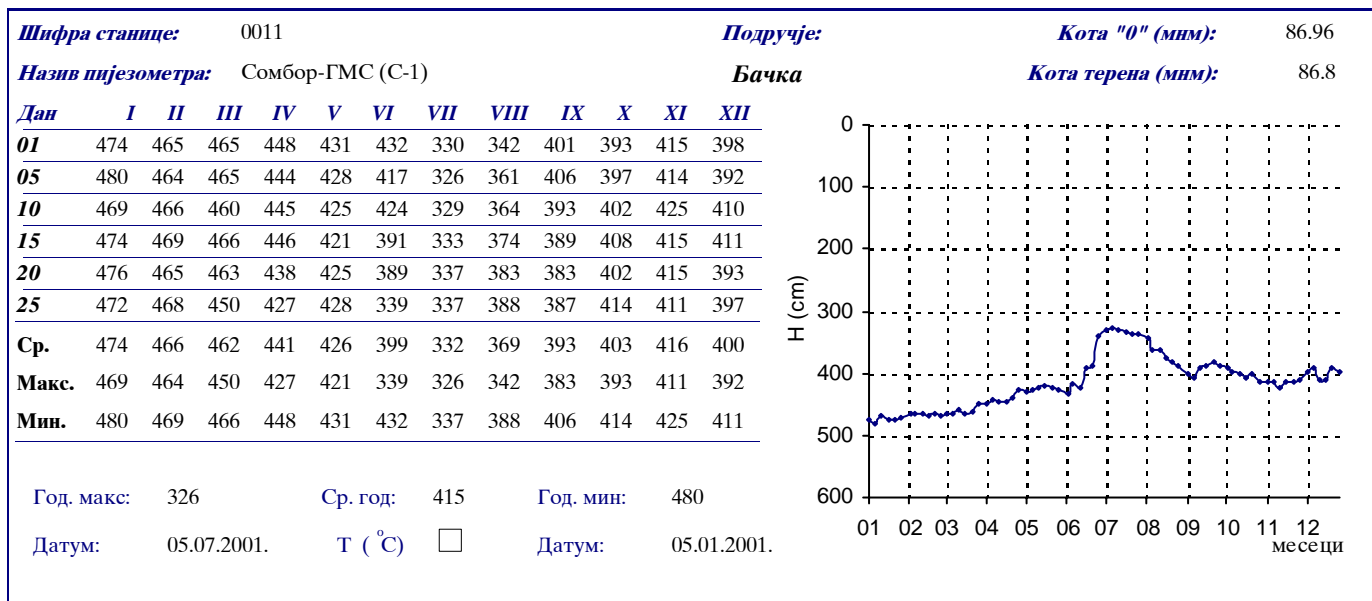 Шифра станице: 0011 Подручје: Кота "0" (мнм): 86.96
Назив пијезометра: Сомбор-ГМС (С-1) Бачка Кота терена (мнм): 86.8
Дан I II III IV V VI VII VIII IX X XI XII
01 474 465 465 448 431 432 330 342 401 393 415 398
05 480 464 465 444 428 417 326 361 406 397 414 392
10 469 466 460 445 425 424 329 364 393 402 425 410
15 474 469 466 446 421 391 333 374 389 408 415 411
20 476 465 463 438 425 389 337 383 383 402 415 393
25 472 468 450 427 428 339 337 388 387 414 411 397
Ср. 474 466 462 441 426 399 332 369 393 403 416 400
Макс. 469 464 450 427 421 339 326 342 383 393 411 392
Мин. 480 469 466 448 431 432 337 388 406 414 425 411
Год. макс: 326 Ср. год: 415 Год. мин: 480
Датум: 05.07.2001. Т ( °C) Датум: 05.01.2001.
0
100
200
300
400
500
600
H (cm)
01 02 03 04 05 06 07 08 09 10 11 12
месеци